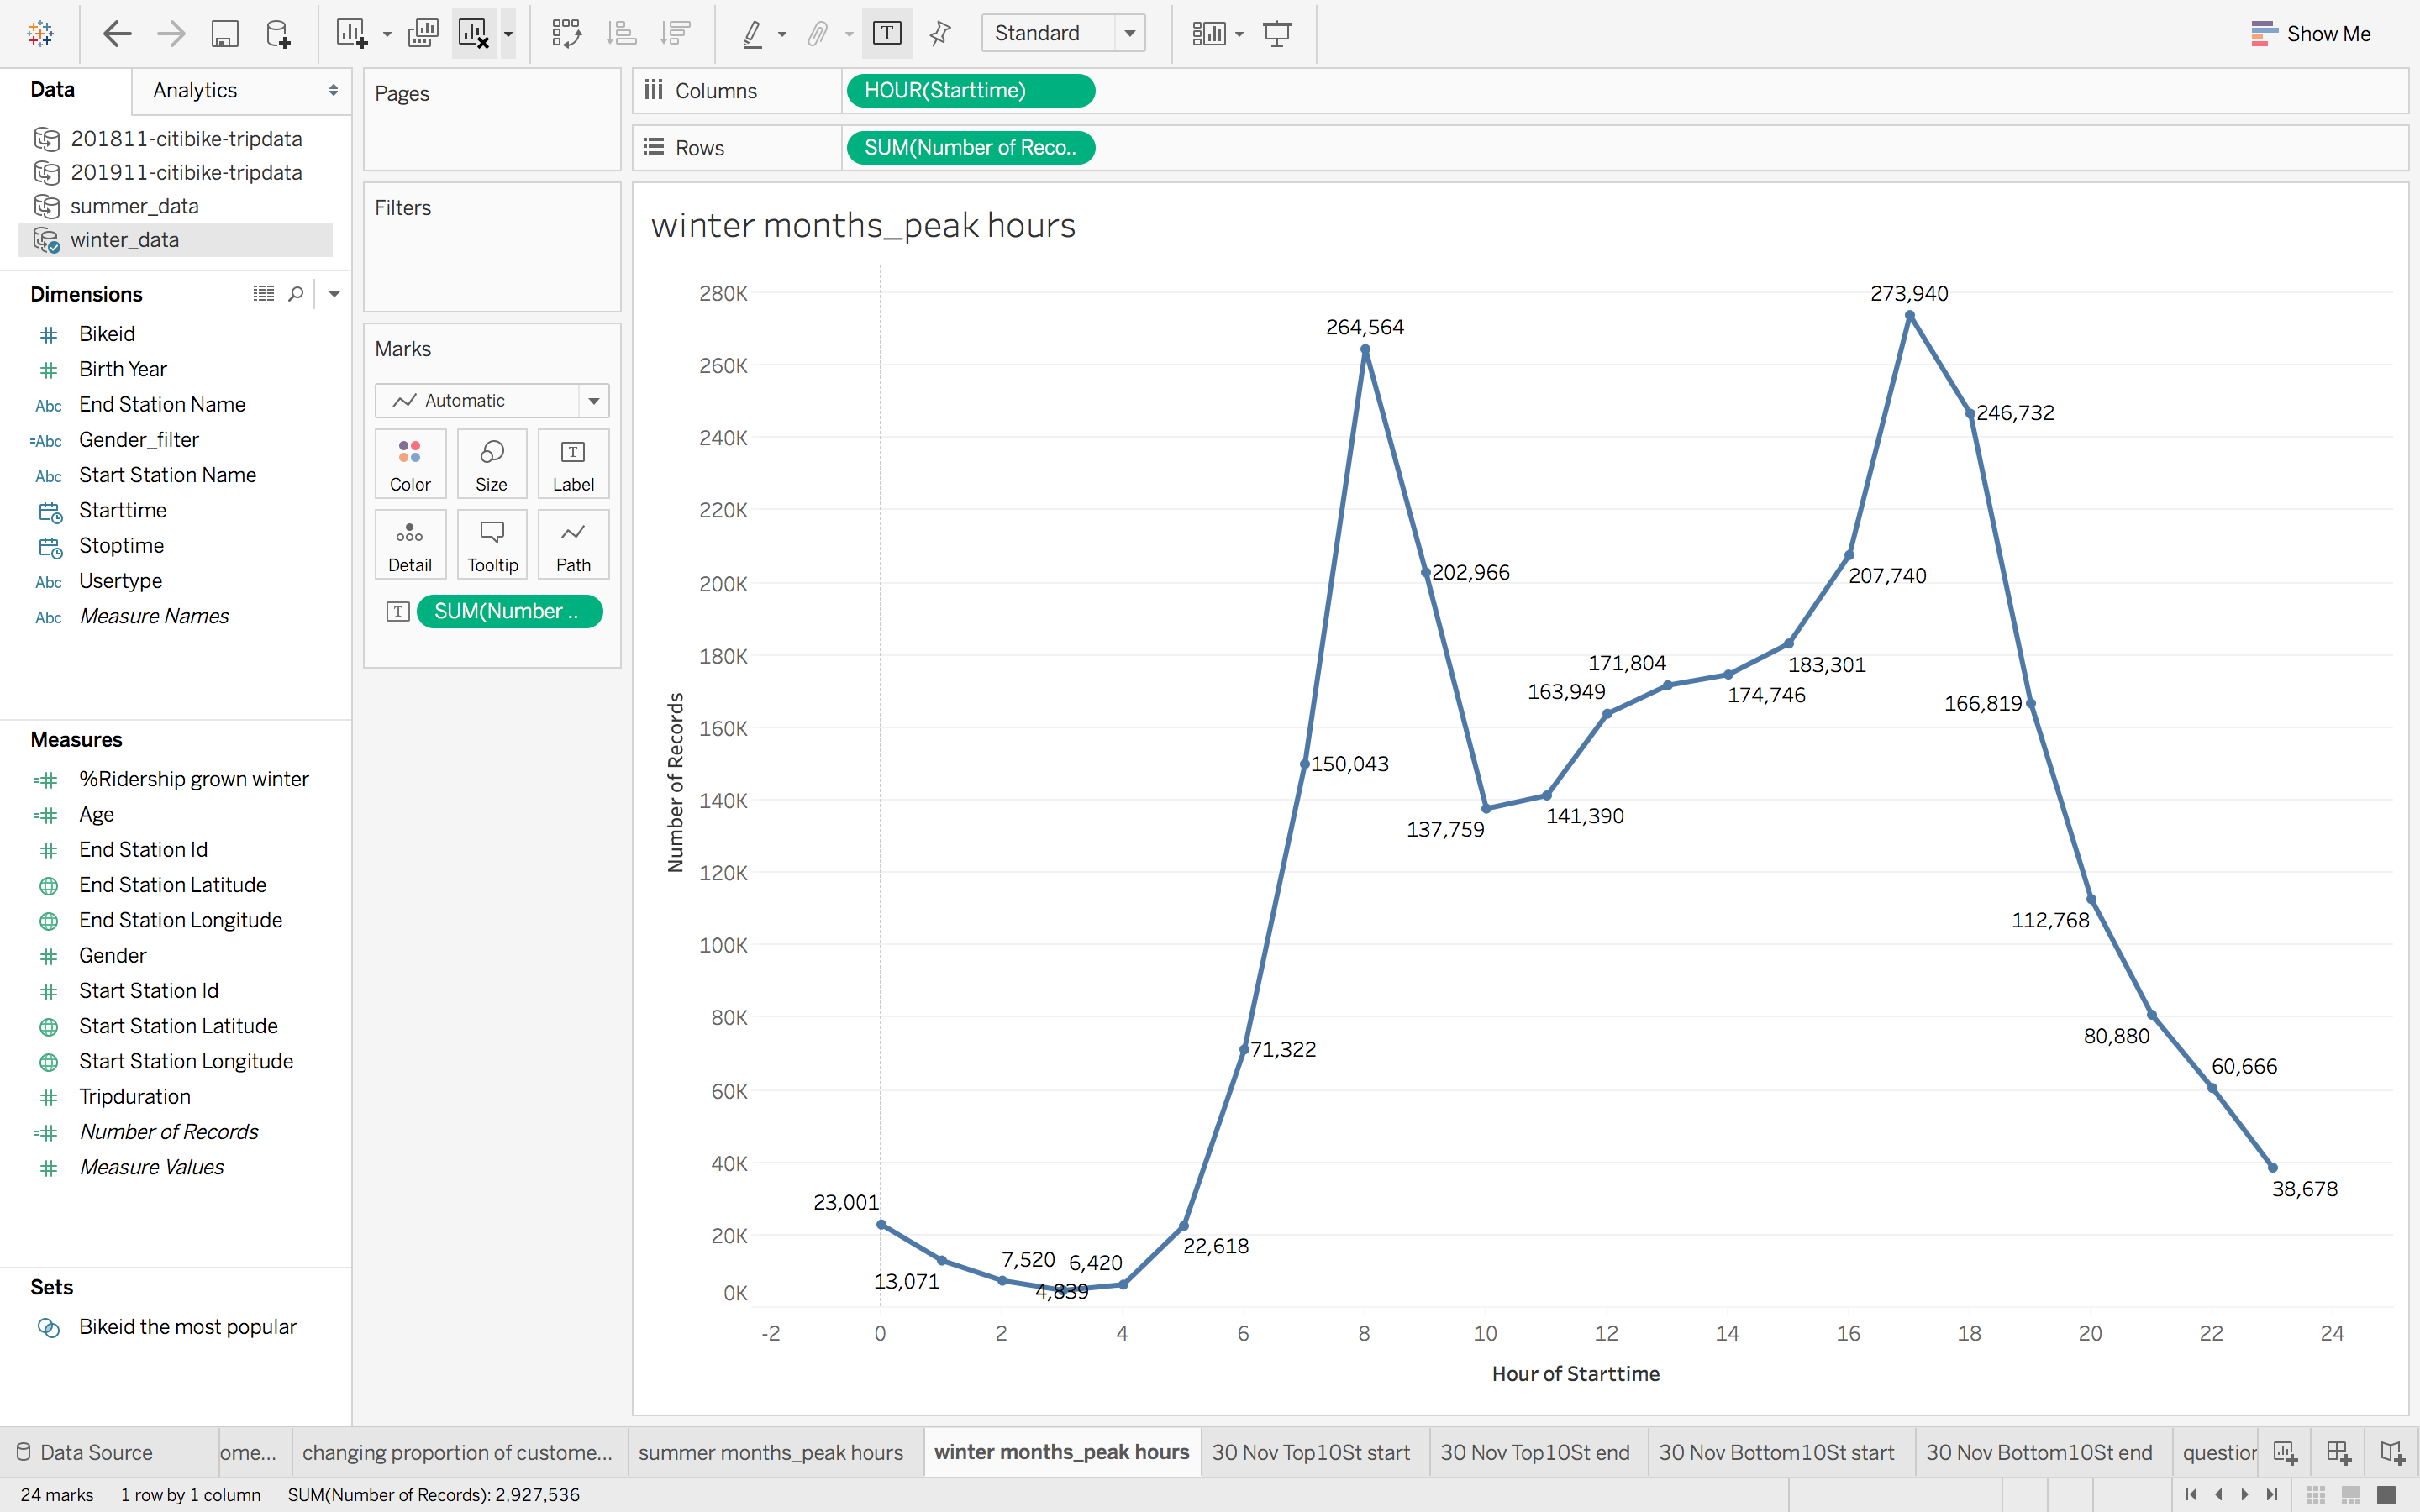 Standard
Show Me
Data
Analytics
Pages
Columns
HOUR(Starttime)
Rows
SUM(Number of Reco..
201811-citibike-tripdata
201911-citibike-tripdata
summer_data
winter_data
Filters
Dimensions
Bikeid
Birth Year
Abc End Station Name
=Abc Gender_filter
Abc Start Station Name
Starttime
Stoptime
Abc Usertype
Abc Measure Names
Marks
Automatic
Color Size Label
Detail Tooltip Path
SUM(Number ..
Measures
%Ridership grown winter
Age
End Station Id
End Station Latitude
End Station Longitude
Gender
Start Station Id
Start Station Latitude
Start Station Longitude
Tripduration
Number of Records
Measure Values
Sets
Bikeid the most popular
winter months_peak hours
280K
260K
240K
220K
200K
180K
160K
140K
120K
100K
80K
60K
40K
20K
0K
Number of Records
23,001
13,071
7,520
4,839
6,420
22,618
71,322
150,043
264,564
202,966
137,759
141,390
163,949
171,804
174,746
183,301
207,740
273,940
246,732
166,819
112,768
80,880
60,666
38,678
-2 0 2 4 6 8 10 12 14 16 18 20 22 24
Hour of Starttime
Data Source
ome...
changing proportion of custome...
summer months_peak hours
winter months_peak hours
30 Nov Top10St start
30 Nov Top10St end
30 Nov Bottom10St start
30 Nov Bottom10St end
question
24 marks 1 row by 1 column SUM(Number of Records): 2,927,536